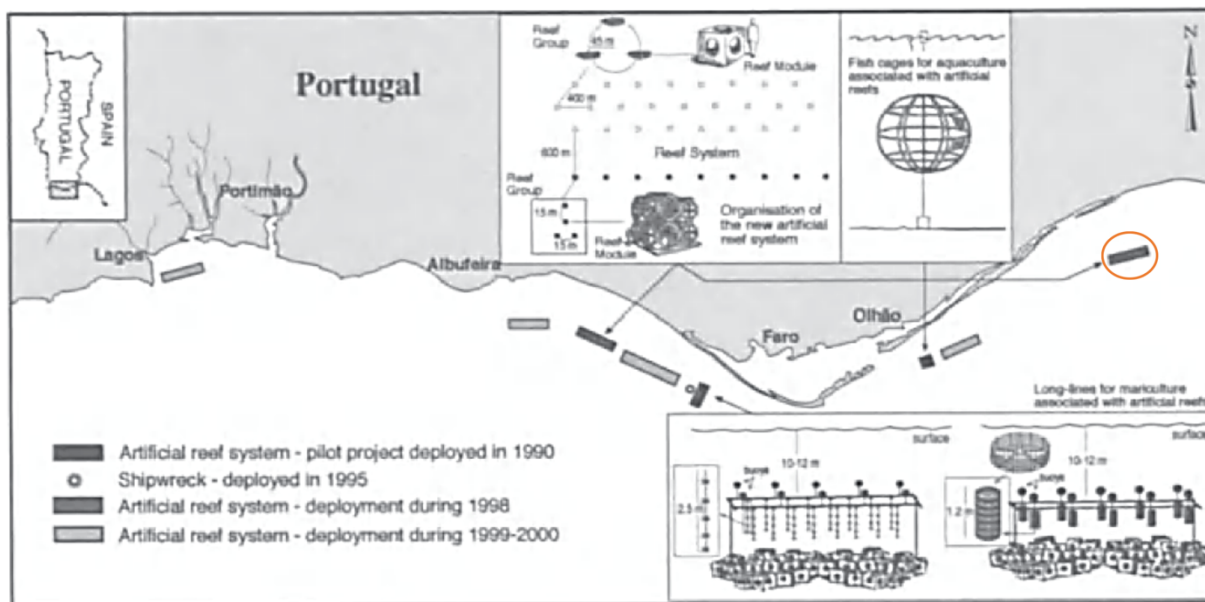 SPAIN
PORTUGAL
Portugal
Portimão
Lagos
Albufeira
Faro
Olhão
N
Reef
Group
45 m
Reef Module
400 m
600 m
Reef System
Reef
Group
15 m
15 m
Reef
Module
Organisation of
the new artificial
reef system
Fish cages for aquaculture
associated with artificial
reefs
Artificial reef system - pilot project deployed in 1990
Shipwreck - deployed in 1995
Artificial reef system - deployment during 1998
Artificial reef system - deployment during 1999-2000
Long-lines for mariculture
associated with artificial reefs
surface
10-12 m
buoys
2.5 m
surface
10-12 m
buoys
1.2 m